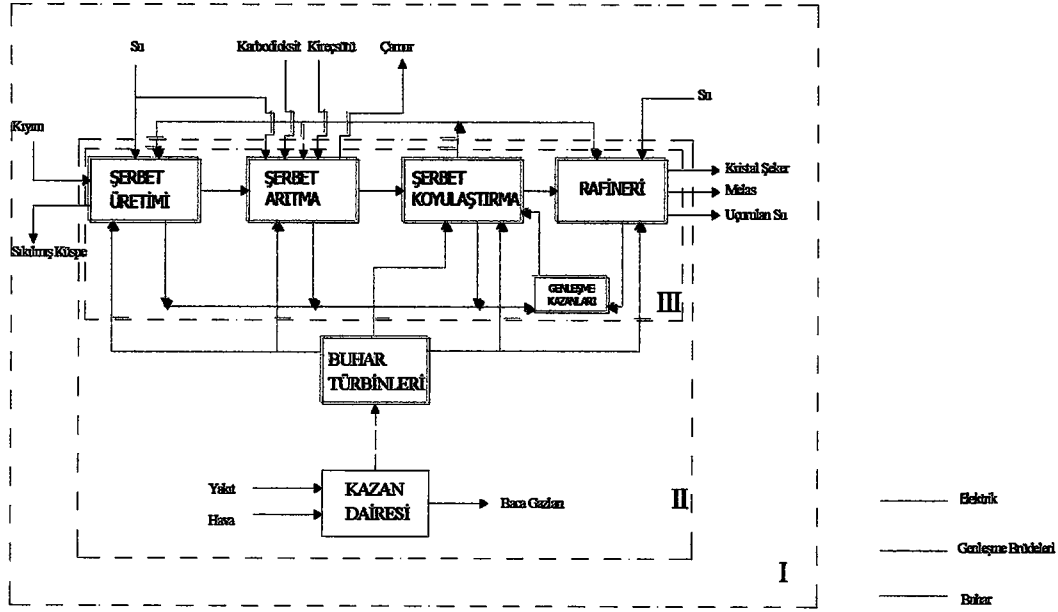 Su
Karbodioksit
Kireçsütü
Çamur
Su
Kıyım
ŞERBET
ÜRETİMİ
ŞERBET
ARITMA
ŞERBET
KOYULAŞTIRMA
RAFİNERİ
Kristal Şeker
Melas
Uçurulan Su
Sıkılmış Küspe
GENLEŞME
KAZANLARI
III
BUHAR
TÜRBİNLERİ
Yakıt
Hava
KAZAN
DAİRESİ
Baca Gazları
II
I
Elektrik
Genleşme Brüdeleri
Buhar